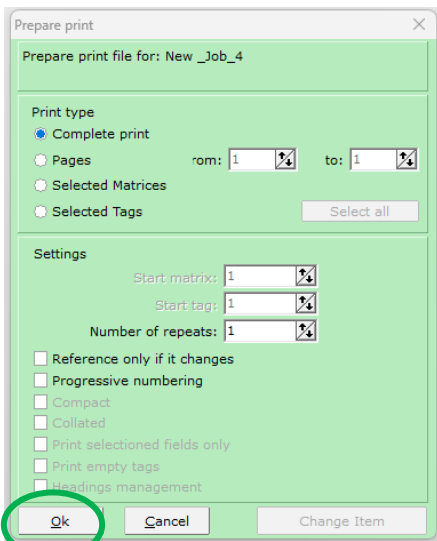 Prepare print
Prepare print file for: New _Job_4
Print type
Complete print
Pages rom: 1 to: 1
Selected Matrices
Selected Tags Select all
Settings
Start matrix: 1
Start tag: 1
Number of repeats: 1
Reference only if it changes
Progressive numbering
Compact
Collated
Print selectioned fields only
Print empty tags
Headings management
Ok Cancel Change Item